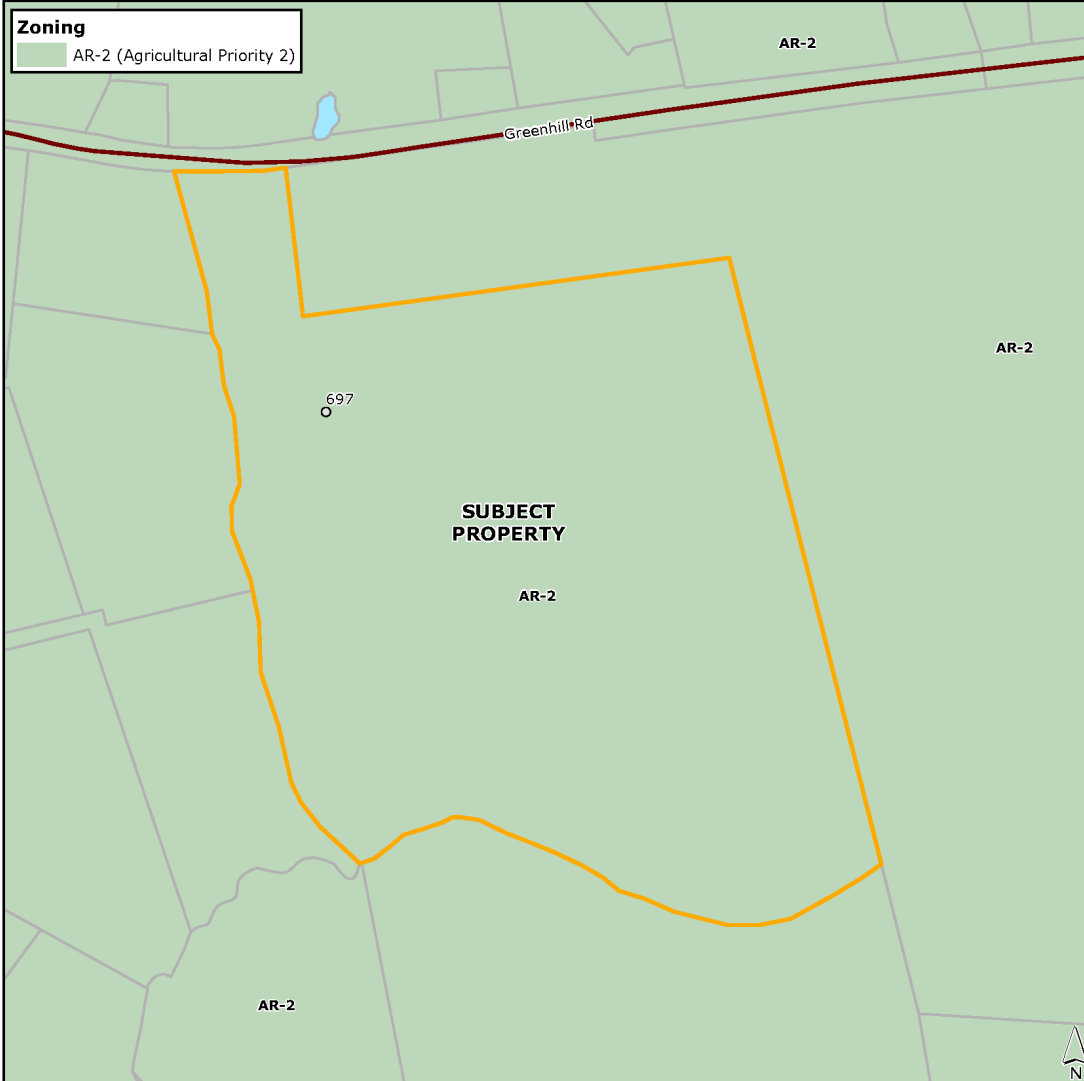 Zoning
AR-2 (Agricultural Priority 2)
AR-2
Greenhill Rd
AR-2
697
SUBJECT
PROPERTY
AR-2
AR-2
N